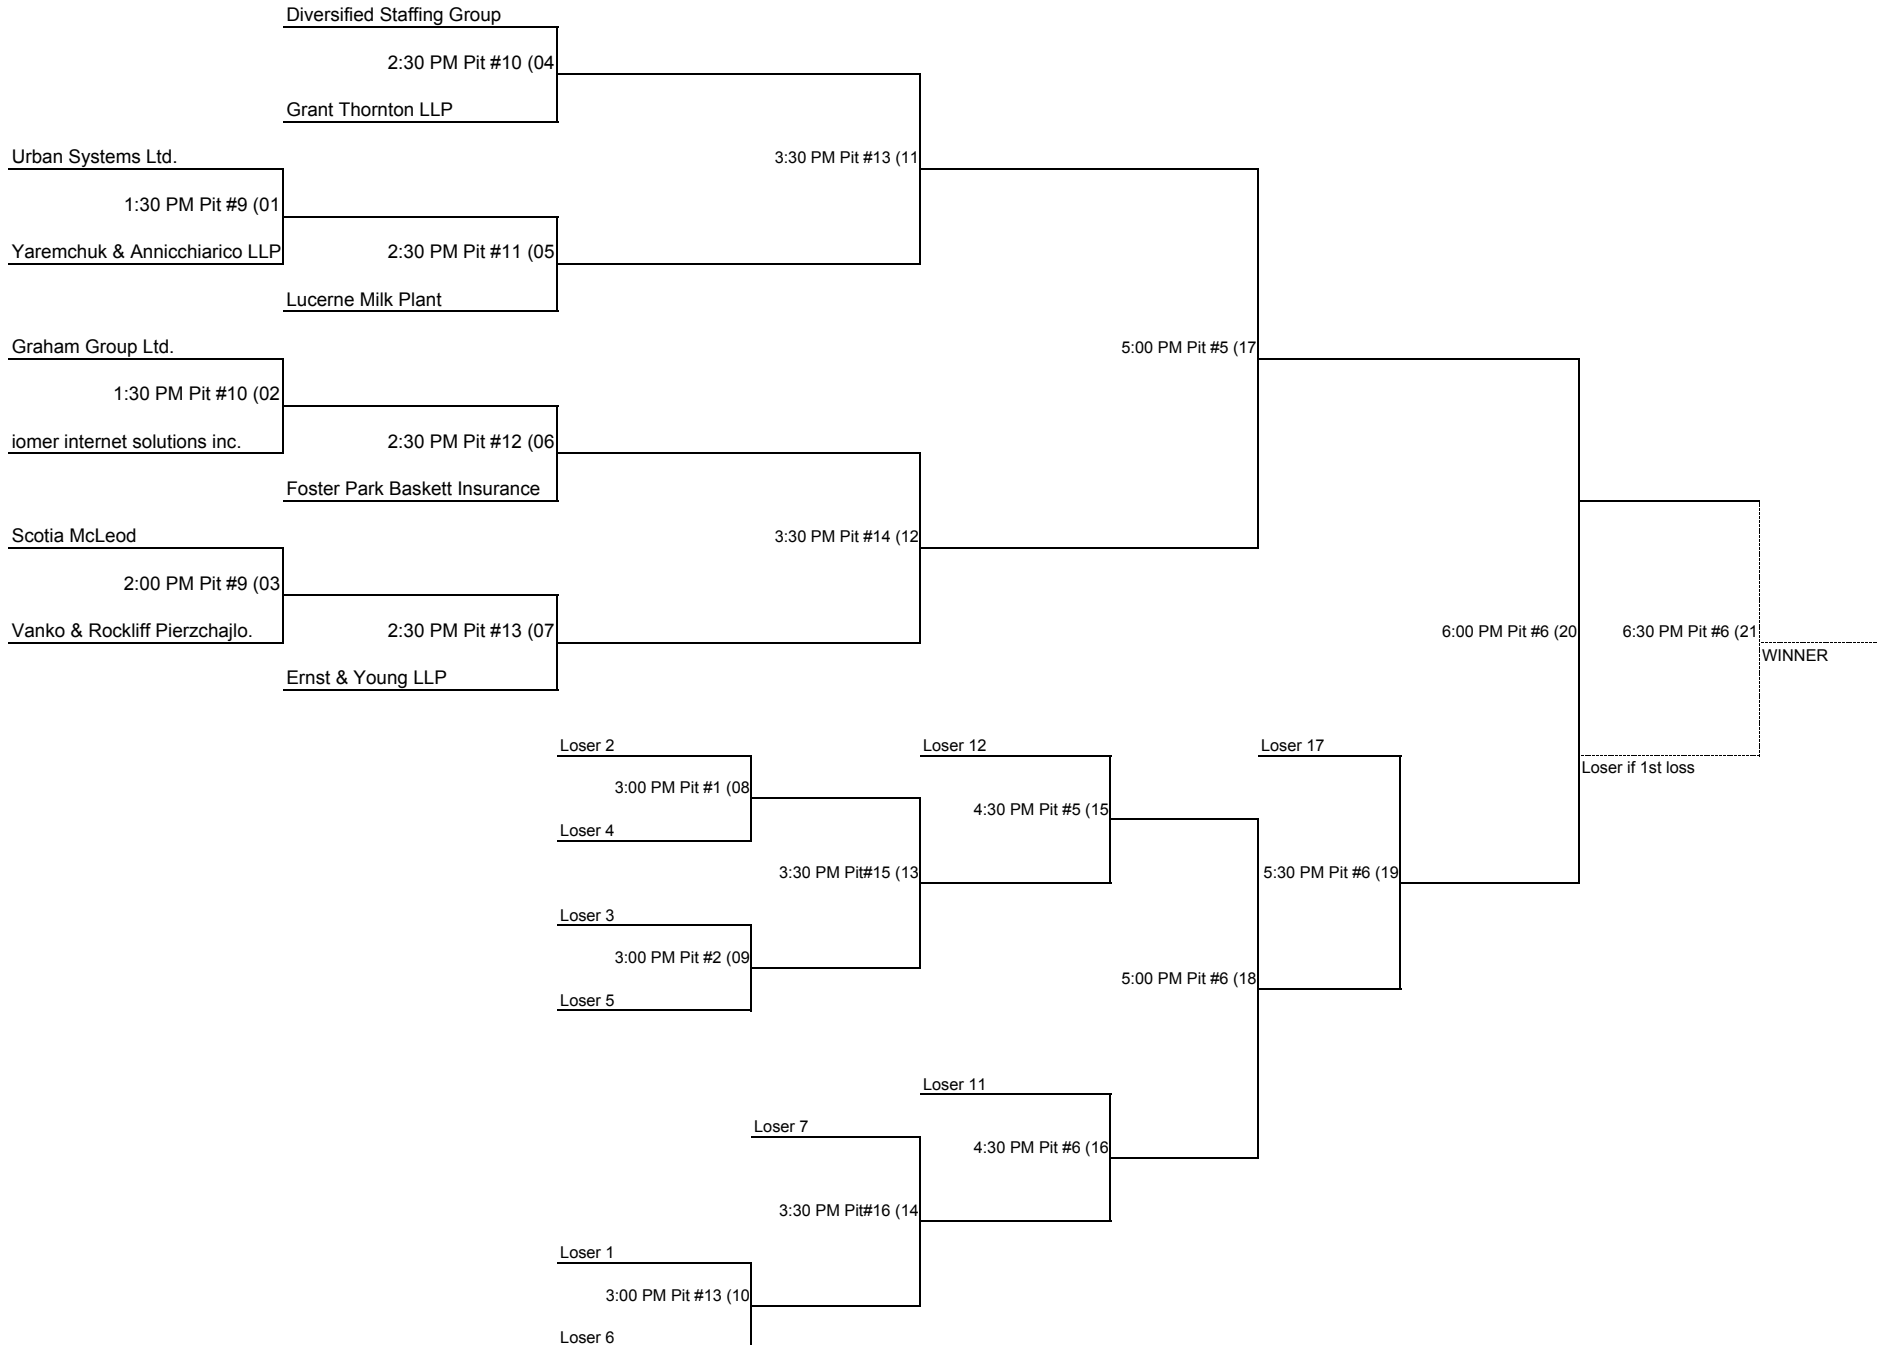 Diversified Staffing Group
2:30 PM Pit #10 (04
Grant Thornton LLP
Urban Systems Ltd.
3:30 PM Pit #13 (11
1:30 PM Pit #9 (01
Yaremchuk & Annicchiarico LLP
2:30 PM Pit #11 (05
Lucerne Milk Plant
Graham Group Ltd.
5:00 PM Pit #5 (17
1:30 PM Pit #10 (02
iomer internet solutions inc.
2:30 PM Pit #12 (06
Foster Park Baskett Insurance
Scotia McLeod
3:30 PM Pit #14 (12
2:00 PM Pit #9 (03
Vanko & Rockliff Pierzchajlo.
2:30 PM Pit #13 (07
6:00 PM Pit #6 (20
6:30 PM Pit #6 (21
WINNER
Ernst & Young LLP
Loser 2
Loser 12
Loser 17
Loser if 1st loss
3:00 PM Pit #1 (08
4:30 PM Pit #5 (15
Loser 4
3:30 PM Pit#15 (13
5:30 PM Pit #6 (19
Loser 3
3:00 PM Pit #2 (09
5:00 PM Pit #6 (18
Loser 5
Loser 11
Loser 7
4:30 PM Pit #6 (16
3:30 PM Pit#16 (14
Loser 1
3:00 PM Pit #13 (10
Loser 6